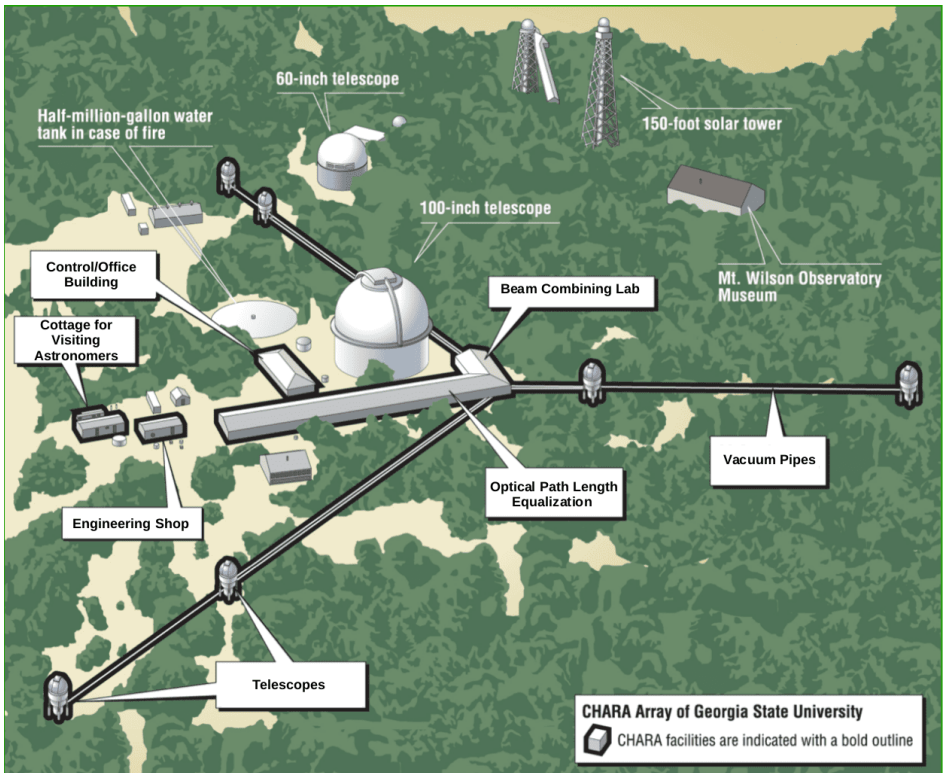 60-inch telescope
Half-million-gallon water
tank in case of fire
150-foot solar tower
100-inch telescope
Mt. Wilson Observatory
Museum
Control/Office
Building
Beam Combining Lab
Cottage for
Visiting
Astronomers
Vacuum Pipes
Optical Path Length
Equalization
Engineering Shop
Telescopes
CHARA Array of Georgia State University
CHARA facilities are indicated with a bold outline